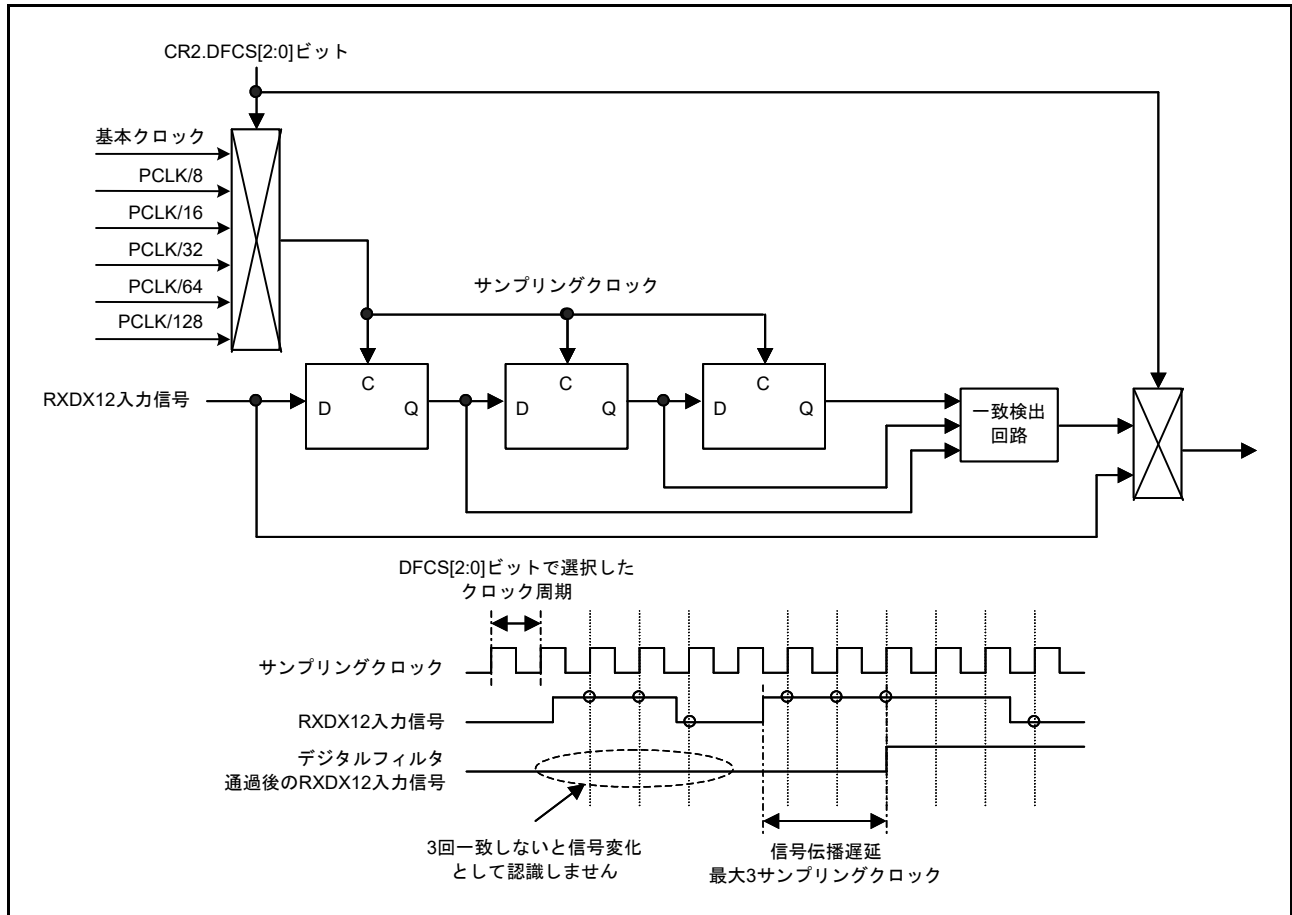 CR2.DFCS[2:0]ビット
基本クロック
PCLK/8
PCLK/16
PCLK/32
PCLK/64
PCLK/128
サンプリングクロック
RXDX12入力信号
C
D
Q
C
D
Q
C
D
Q
一致検出
回路
DFCS[2:0]ビットで選択した
クロック周期
サンプリングクロック
RXDX12入力信号
デジタルフィルタ
通過後のRXDX12入力信号
3回一致しないと信号変化
として認識しません
信号伝播遅延
最大3サンプリングクロック